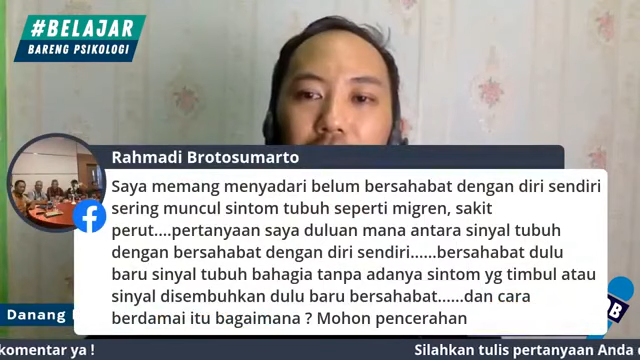 #BELAJAR
BARENG PSIKOLOGI
Rahmadi Brotosumarto
Saya memang menyadari belum bersahabat dengan diri sendiri
sering muncul sintom tubuh seperti migren, sakit
perut....pertanyaan saya duluan mana antara sinyal tubuh
dengan bersahabat dengan diri sendiri......bersahabat dulu
baru sinyal tubuh bahagia tanpa adanya sintom yg timbul atau
sinyal disembuhkan dulu baru bersahabat......dan cara
berdamai itu bagaimana ? Mohon pencerahan
Danang
komentar ya !
Silahkan tulis pertanyaan Anda